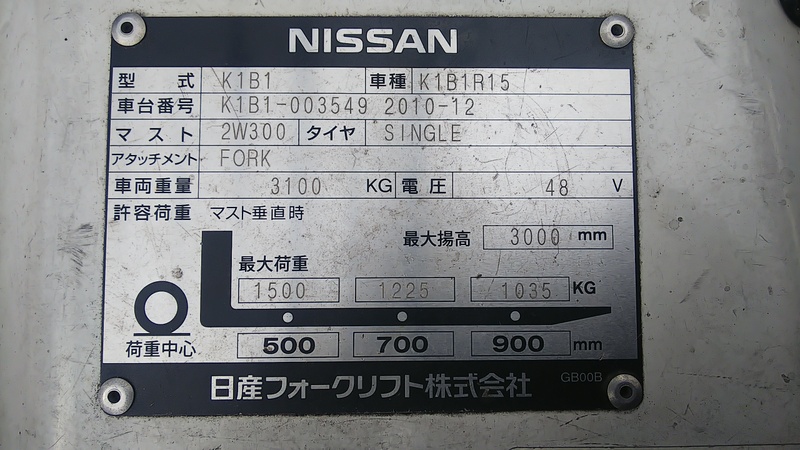 NISSAN
型式 K1B1 車種 K1B1R15
車台番号 K1B1-003549 2010-12
マスト 2W300 タイヤ SINGLE
アタッチメント FORK
車両重量 3100 KG 電圧 48 V
許容荷重 マスト垂直時
最大揚高 3000 mm
最大荷重
1500 1225 1035 KG
荷重中心 500 700 900 mm
日産フォークリフト株式会社 GB00B